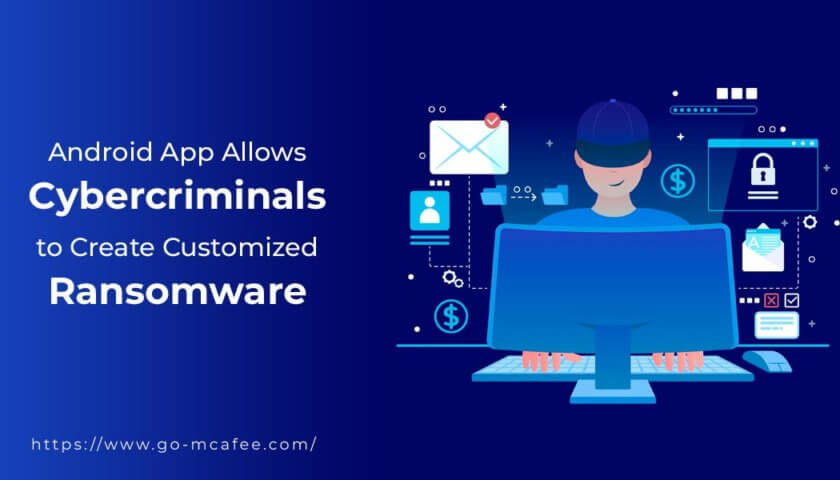 Android App Allows
Cybercriminals
to Create Customized
Ransomware
https://www.go-mcafee.com/
$
$
A